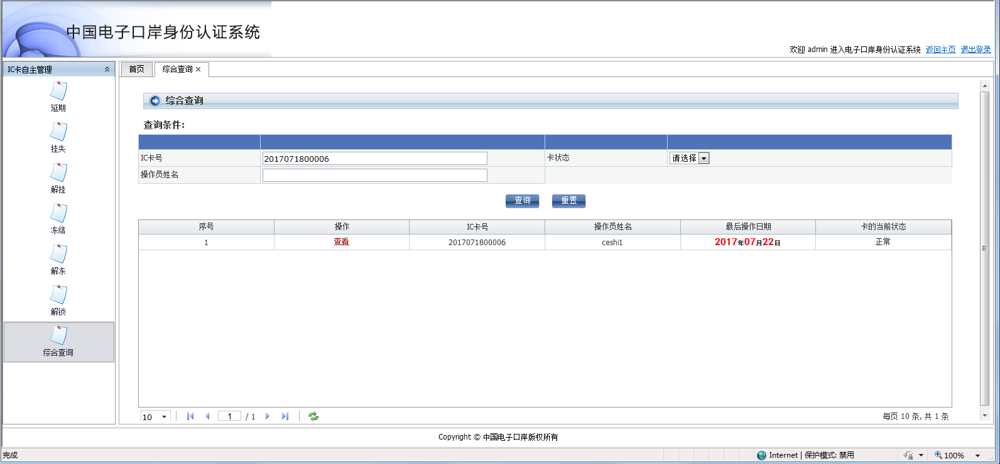 中国电子口岸身份认证系统
欢迎 admin 进入电子口岸身份认证系统 返回主页 退出登录
IC卡自主管理
延期
挂失
解挂
冻结
解冻
解锁
综合查询
首页 综合查询 ×
综合查询
查询条件:
IC卡号 2017071800006 卡状态 请选择
操作员姓名
查询 重置
序号 操作 IC卡号 操作员姓名 最后操作日期 卡的当前状态
1 查看 2017071800006 ceshi1 2017年07月22日 正常
10 1 / 1 每页 10 条, 共 1 条
Copyright © 中国电子口岸版权所有
完成 Internet | 保护模式: 禁用 100%